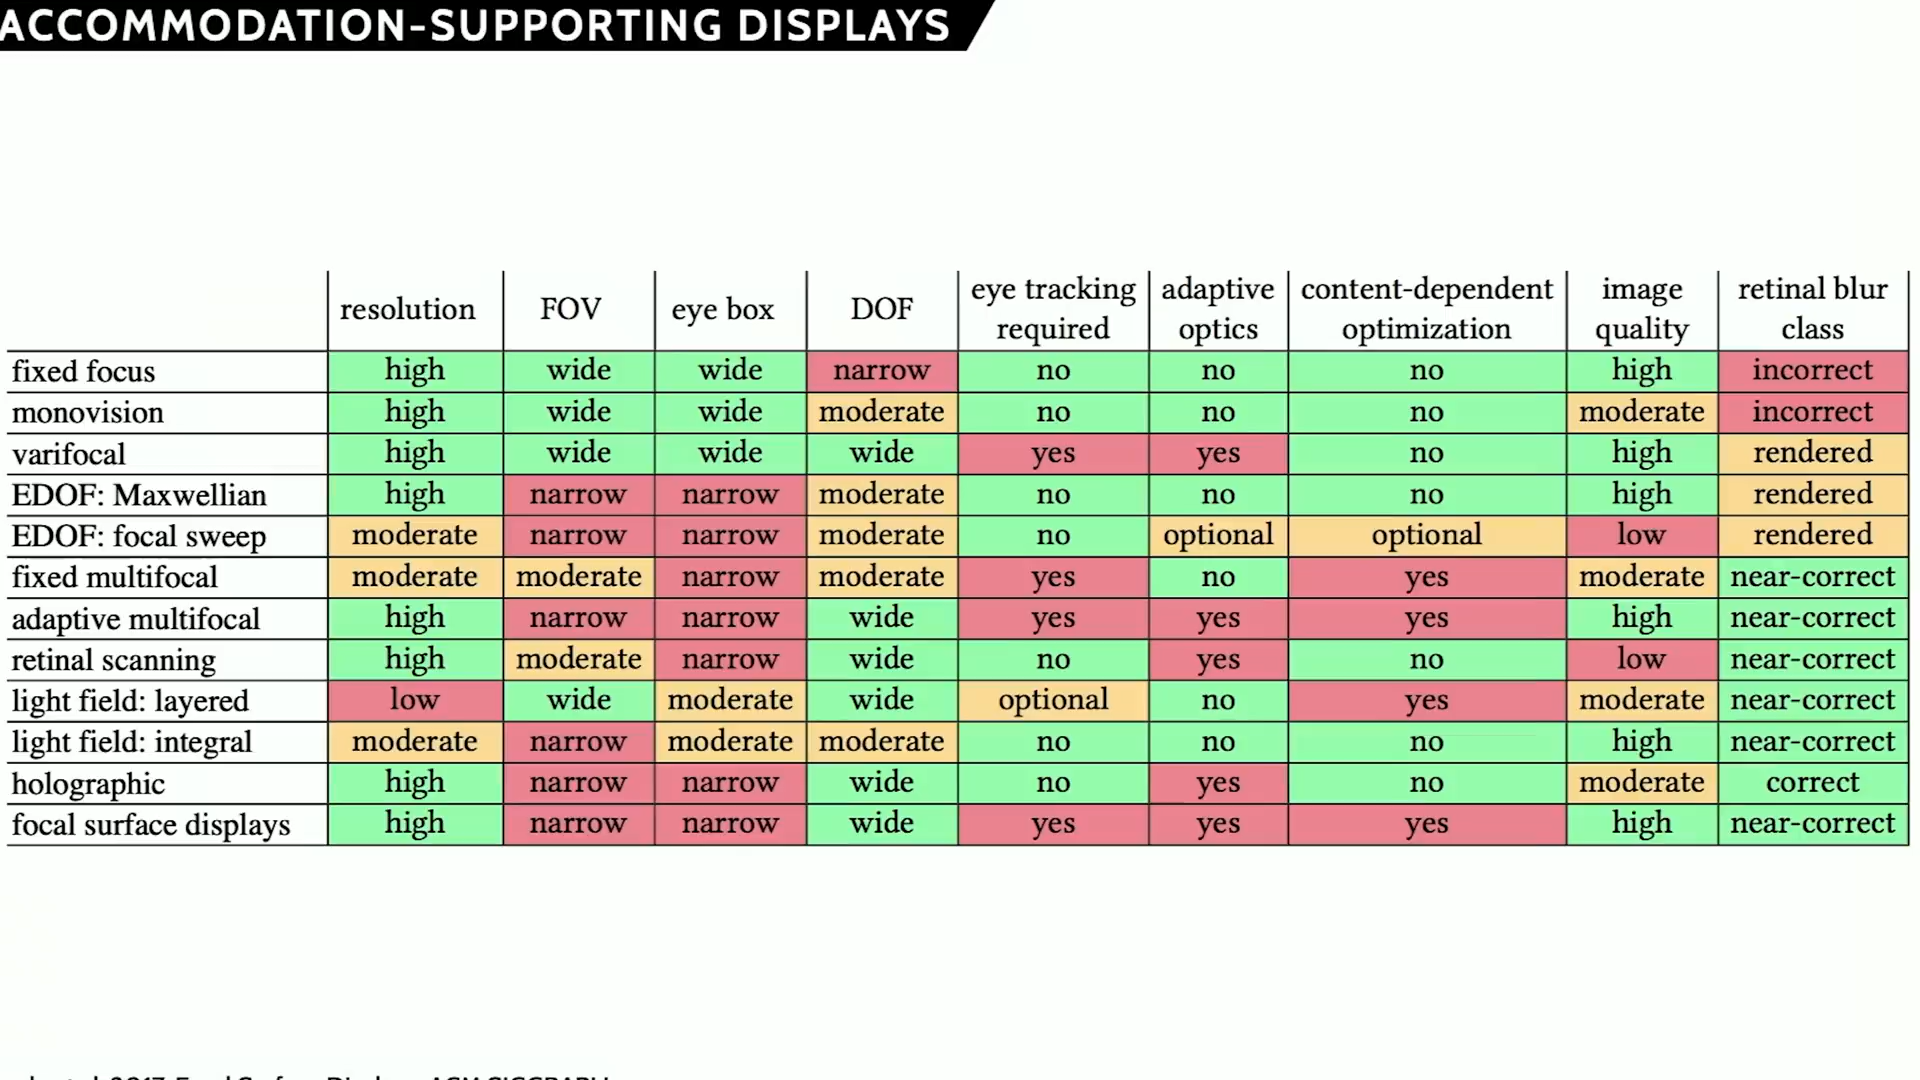 ACCOMMODATION-SUPPORTING DISPLAYS
resolution FOV eye box DOF eye tracking required adaptive optics content-dependent optimization image quality retinal blur class
fixed focus high wide wide narrow no no no high incorrect
monovision high wide wide moderate no no no moderate incorrect
varifocal high wide wide wide yes yes no high rendered
EDOF: Maxwellian high narrow narrow moderate no no no high rendered
EDOF: focal sweep moderate narrow narrow moderate no optional optional low rendered
fixed multifocal moderate moderate narrow moderate yes no yes moderate near-correct
adaptive multifocal high narrow narrow wide yes yes yes high near-correct
retinal scanning high moderate narrow wide no yes no low near-correct
light field: layered low wide moderate wide optional no yes moderate near-correct
light field: integral moderate narrow moderate moderate no no no high near-correct
holographic high narrow narrow wide no yes no moderate correct
focal surface displays high narrow narrow wide yes yes yes high near-correct